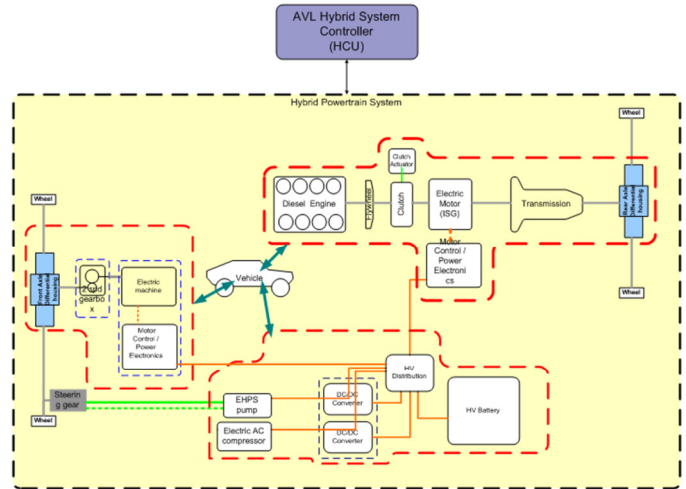 AVL Hybrid System
Controller
(HCU)
Hybrid Powertrain System
Wheel
Clutch
Actuator
Diesel Engine
Flywheel
Clutch
Electric
Motor
(ISG)
Transmission
Rear Axle
Differential
housing
Wheel
Motor
Control /
Power
Electroni
cs
Wheel
Vehicle
Front Axle
Differential
housing
2 spd
gearbo
x
Electric
machine
Motor
Control /
Power
Electronics
Wheel
HV
Distribution
Steerin
g gear
EHPS
pump
DC/DC
Converter
HV Battery
Electric AC
compressor
DC/DC
Converter
Wheel